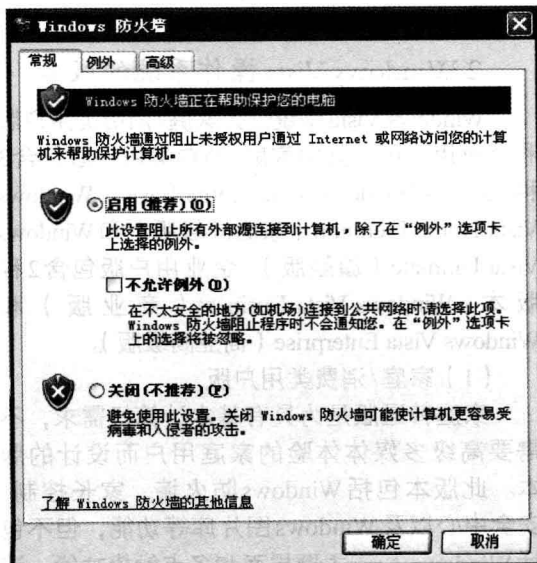 Windows 防火墙
常规 例外 高级
Windows 防火墙正在帮助保护您的电脑
Windows 防火墙通过阻止未授权用户通过 Internet 或网络访问您的计算
机来帮助保护计算机。
启用(推荐)(O)
此设置阻止所有外部源连接到计算机，除了在“例外”选项卡
上选择的例外。
不允许例外(D)
在不太安全的地方(如机场)连接到公共网络时请选择此项。
Windows 防火墙阻止程序时不会通知您。在“例外”选项卡
上的选择将被忽略。
关闭(不推荐)(F)
避免使用此设置。关闭 Windows 防火墙可能使计算机更容易受
病毒和入侵者的攻击。
了解 Windows 防火墙的其他信息
确定 取消